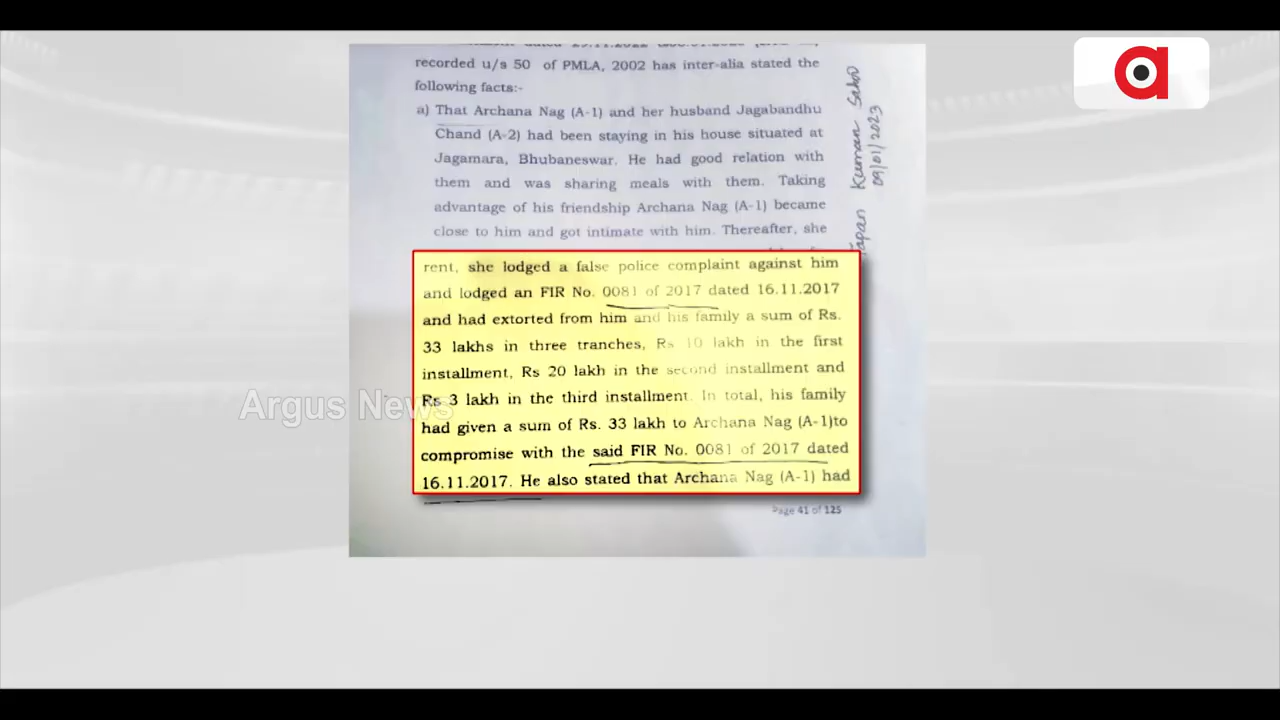 recorded u/s 50 of PMLA, 2002 has inter-alia stated the
following facts:-
a) That Archana Nag (A-1) and her husband Jagabandhu
Chand (A-2) had been staying in his house situated at
Jagamara, Bhubaneswar. He had good relation with
them and was sharing meals with them. Taking
advantage of his friendship Archana Nag (A-1) became
close to him and got intimate with him. Thereafter, she
rent, she lodged a false police complaint against him
and lodged an FIR No. 0081 of 2017 dated 16.11.2017
and had extorted from him and his family a sum of Rs.
33 lakhs in three tranches, Rs 10 lakh in the first
installment, Rs 20 lakh in the second installment and
Rs 3 lakh in the third installment. In total, his family
had given a sum of Rs. 33 lakh to Archana Nag (A-1)to
compromise with the said FIR No. 0081 of 2017 dated
16.11.2017. He also stated that Archana Nag (A-1) had
Page 41 of 125
Tapan Kumar Sahoo
09/01/2023
Argus News
a